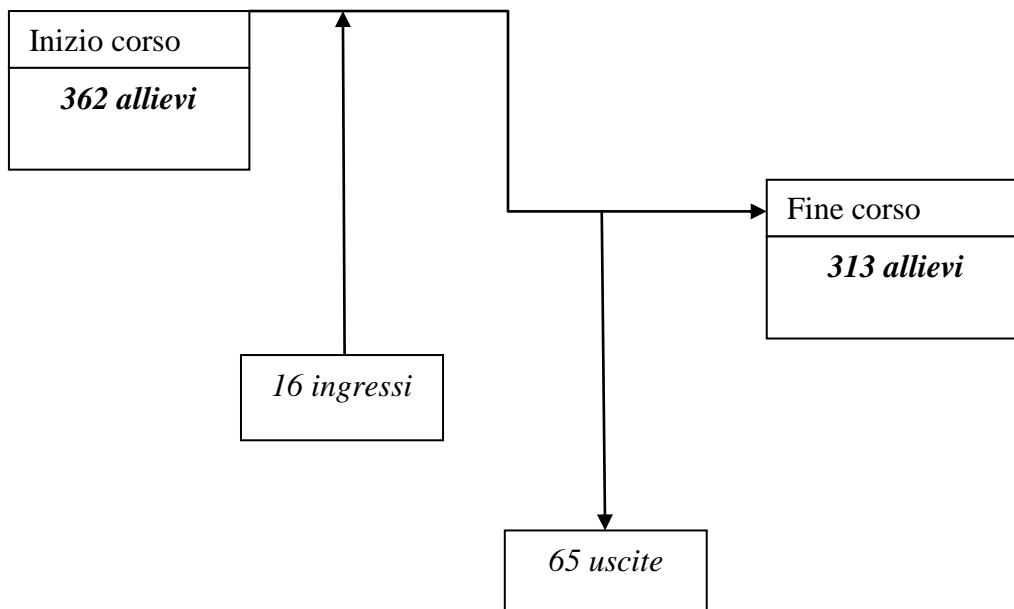 Inizio corso
362 allievi
Fine corso
313 allievi
16 ingressi
65 uscite